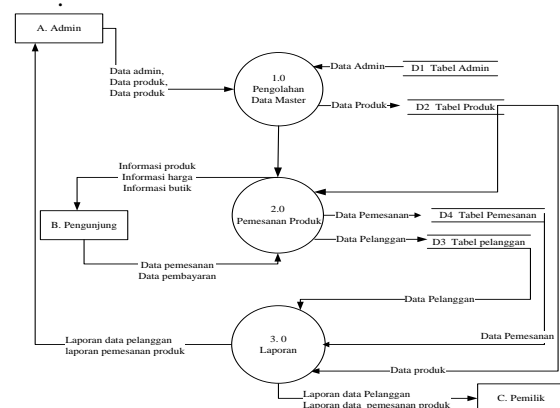 A. Admin
Data admin,
Data produk,
Data produk
1.0
Pengolahan
Data Master
Data Admin
D1 Tabel Admin
Data Produk
D2 Tabel Produk
Informasi produk
Informasi harga
Informasi butik
B. Pengunjung
2.0
Pemesanan Produk
Data Pemesanan
D4 Tabel Pemesanan
Data Pelanggan
D3 Tabel pelanggan
Data pemesanan
Data pembayaran
Data Pelanggan
3. 0
Laporan
Laporan data pelanggan
laporan pemesanan produk
Data Pemesanan
Data produk
Laporan data Pelanggan
Laporan data pemesanan produk
C. Pemilik